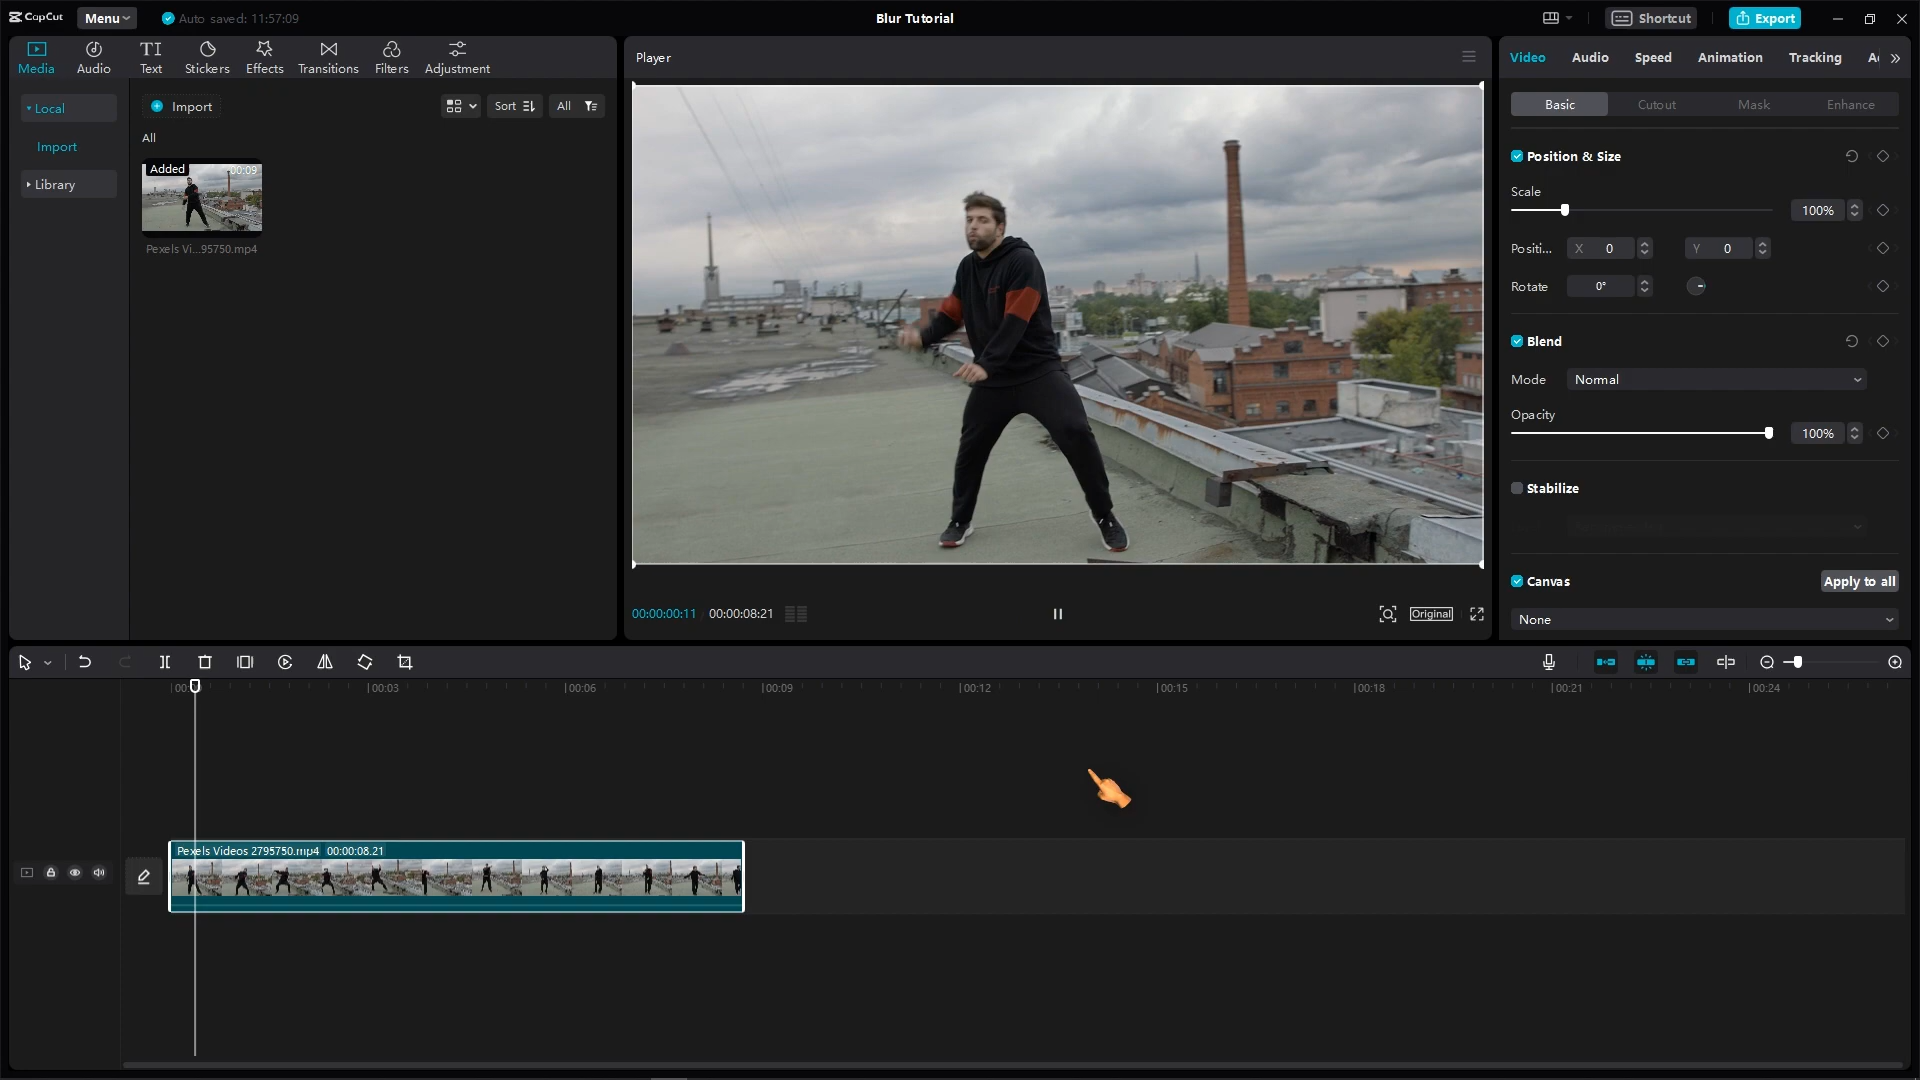 CapCut
Menu
Auto saved: 11:57:09
Blur Tutorial
Shortcut
Export
Media
Audio
TI
Text
Stickers
Effects
Transitions
Filters
Adjustment
Local
Import
Library
Import
Sort
All
All
Added
00:09
Pexels Vi...95750.mp4
Player
00:00:00:11
00:00:08:21
Original
Video
Audio
Speed
Animation
Tracking
Basic
Cutout
Mask
Enhance
Position & Size
Scale
100%
Positi...
X 0
Y 0
Rotate
0°
Blend
Mode
Normal
Opacity
100%
Stabilize
Canvas
Apply to all
None
00:03
00:06
00:09
00:12
00:15
00:18
00:21
00:24
Pexels Videos 2795750.mp4 00:00:08:21